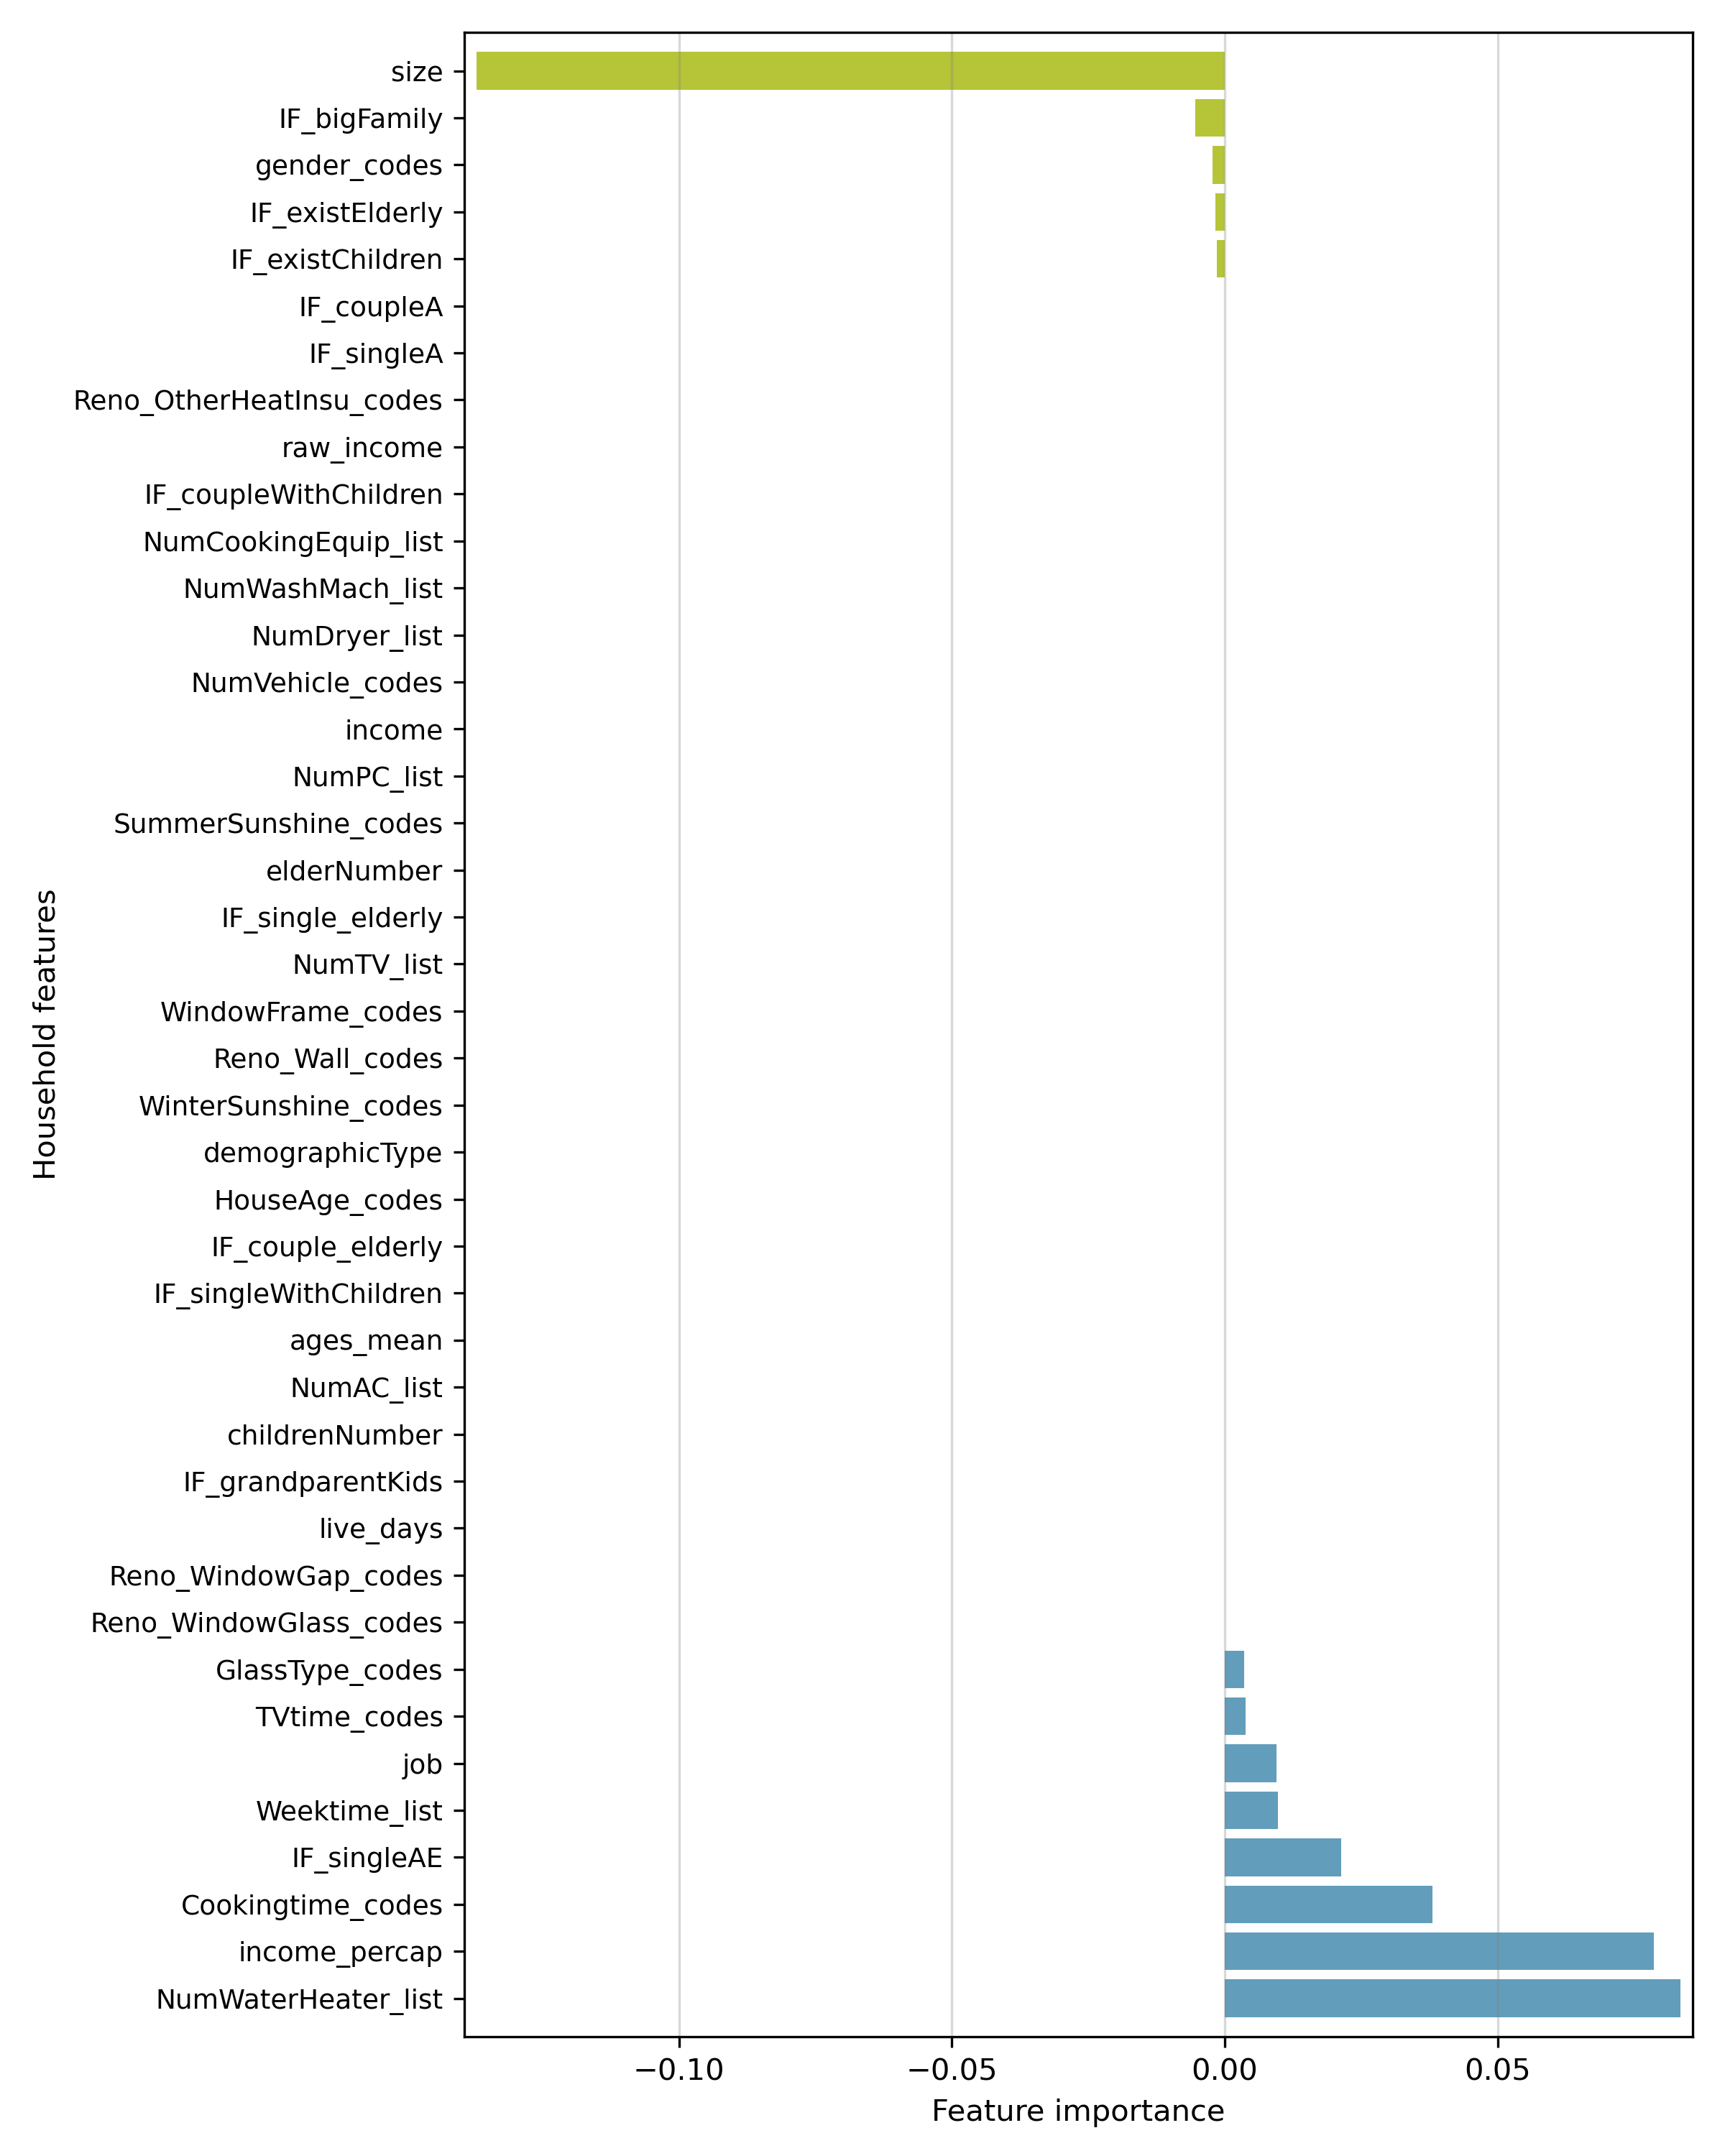 size
IF_bigFamily
gender_codes
IF_existElderly
IF_existChildren
IF_coupleA
IF_singleA
Reno_OtherHeatInsu_codes
raw_income
IF_coupleWithChildren
NumCookingEquip_list
NumWashMach_list
NumDryer_list
NumVehicle_codes
income
NumPC_list
SummerSunshine_codes
elderNumber
IF_single_elderly
NumTV_list
WindowFrame_codes
Reno_Wall_codes
WinterSunshine_codes
demographicType
HouseAge_codes
IF_couple_elderly
IF_singleWithChildren
ages_mean
NumAC_list
childrenNumber
IF_grandparentKids
live_days
Reno_WindowGap_codes
Reno_WindowGlass_codes
GlassType_codes
TVtime_codes
job
Weektime_list
IF_singleAE
Cookingtime_codes
income_percap
NumWaterHeater_list
Household features
−0.10 −0.05 0.00 0.05
Feature importance